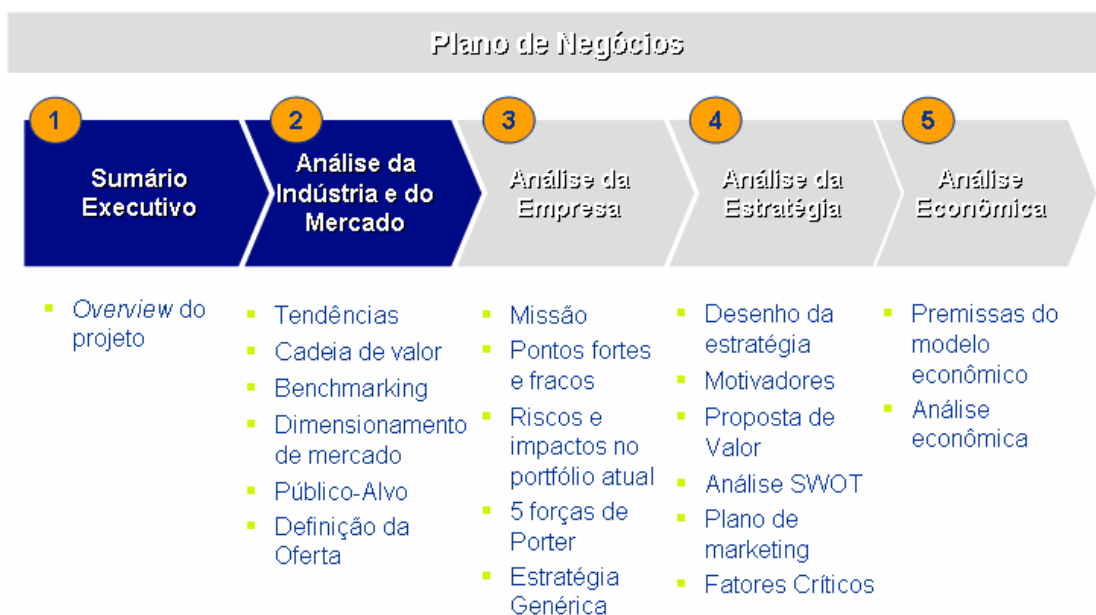 Plano de Negócios
1
Sumário
Executivo
2
Análise da
Indústria e do
Mercado
3
Análise da
Empresa
4
Análise da
Estratégia
5
Análise
Econômica
Overview do
projeto
Tendências
Cadeia de valor
Benchmarking
Dimensionamento
de mercado
Público-Alvo
Definição da
Oferta
Missão
Pontos fortes
e fracos
Riscos e
impactos no
portfólio atual
5 forças de
Porter
Estratégia
Genérica
Desenho da
estratégia
Motivadores
Proposta de
Valor
Análise SWOT
Plano de
marketing
Fatores Críticos
Premissas do
modelo
econômico
Análise
econômica